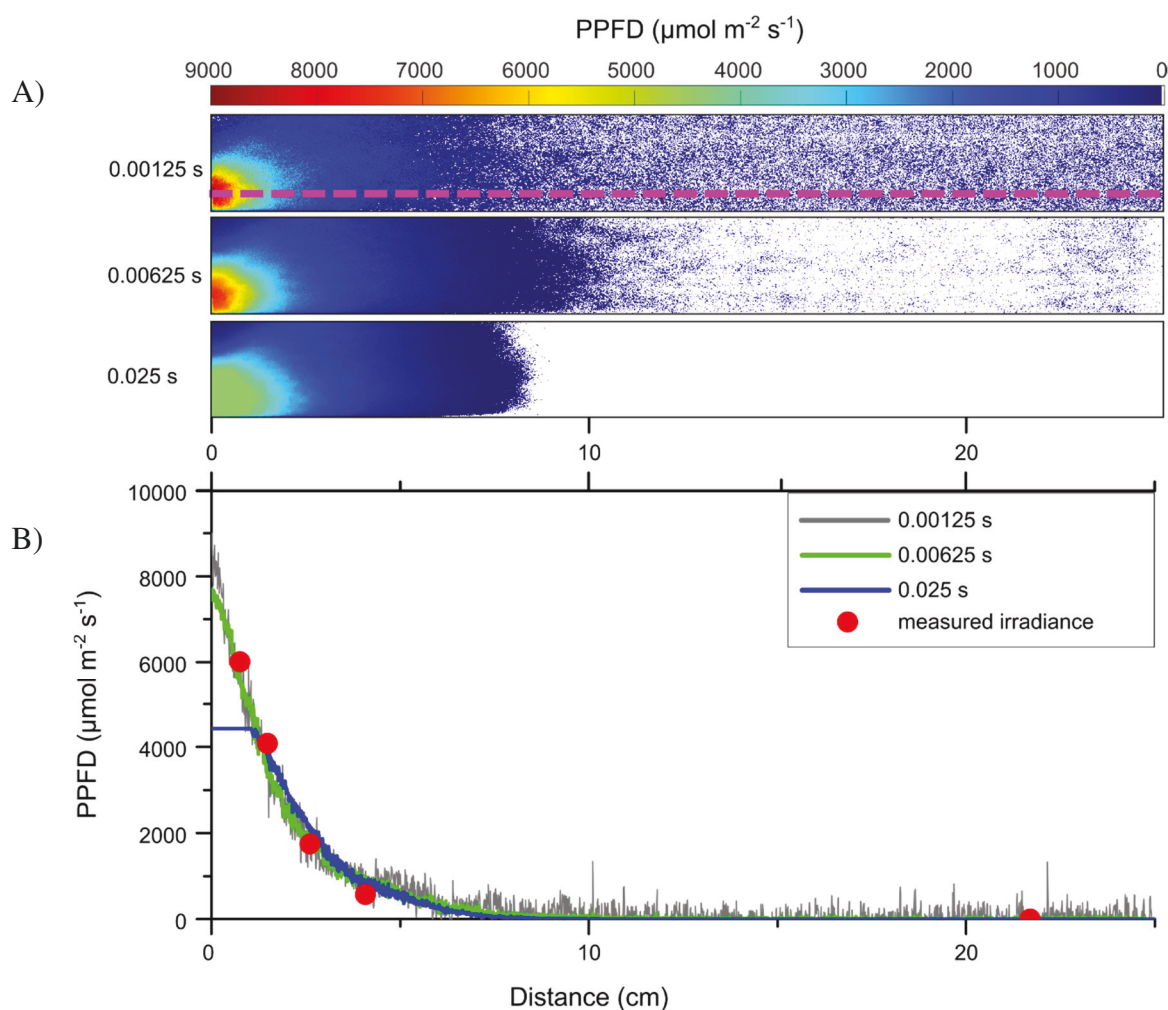 PPFD (µmol m-2 s-1)
A)
9000 8000 7000 6000 5000 4000 3000 2000 1000 0
0.00125 s
0.00625 s
0.025 s
0 10 20
B)
10000
8000
6000
4000
2000
0
PPFD (µmol m-2 s-1)
0.00125 s
0.00625 s
0.025 s
measured irradiance
0 10 20
Distance (cm)